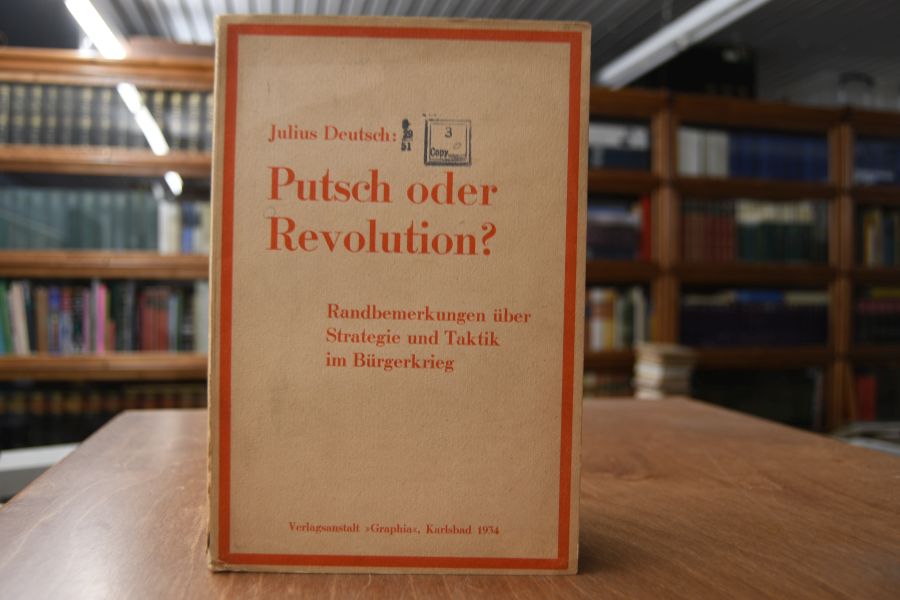 Julius Deutsch:
3
Copy
Putsch oder
Revolution?
Randbemerkungen über
Strategie und Taktik
im Bürgerkrieg
Verlagsanstalt »Graphia«, Karlsbad 1934